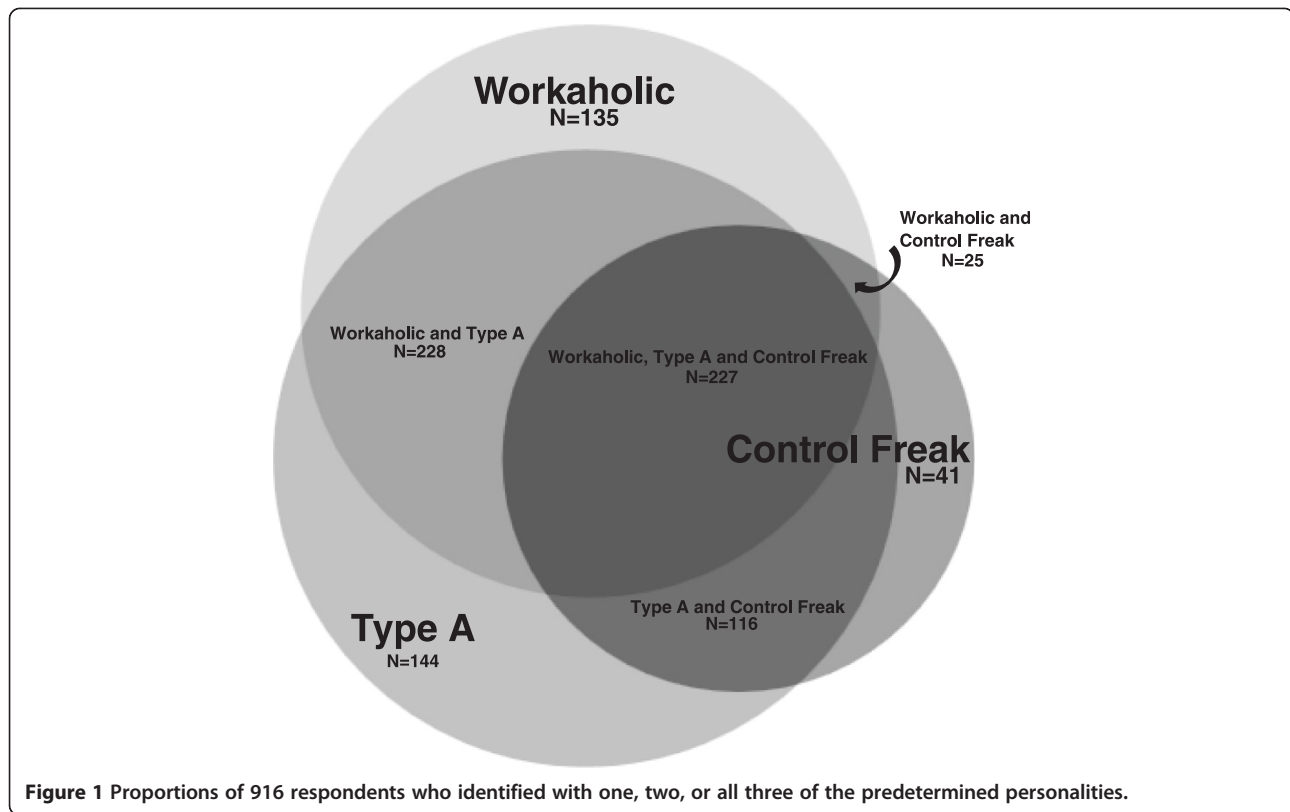 Workaholic
N=135
Workaholic and
Control Freak
N=25
Workaholic and Type A
N=228
Workaholic, Type A and Control Freak
N=227
Control Freak
N=41
Type A and Control Freak
N=116
Type A
N=144
Figure 1 Proportions of 916 respondents who identified with one, two, or all three of the predetermined personalities.